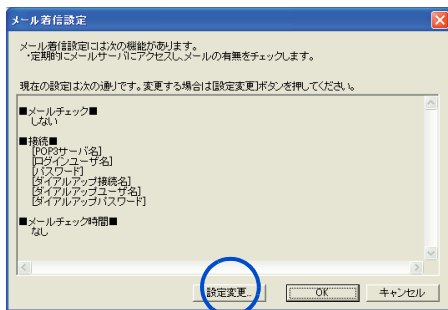 メール着信設定
メール着信設定には次の機能があります。
・定期的にメールサーバにアクセスし、メールの有無をチェックします。
現在の設定は次の通りです。変更する場合は[設定変更]ボタンを押してください。
■メールチェック■
しない
■接続■
[POP3サーバ名]
[ログインユーザ名]
[パスワード]
[ダイアルアップ接続名]
[ダイアルアップユーザ名]
[ダイアルアップパスワード]
■メールチェック時間■
なし
設定変更...
OK
キャンセル